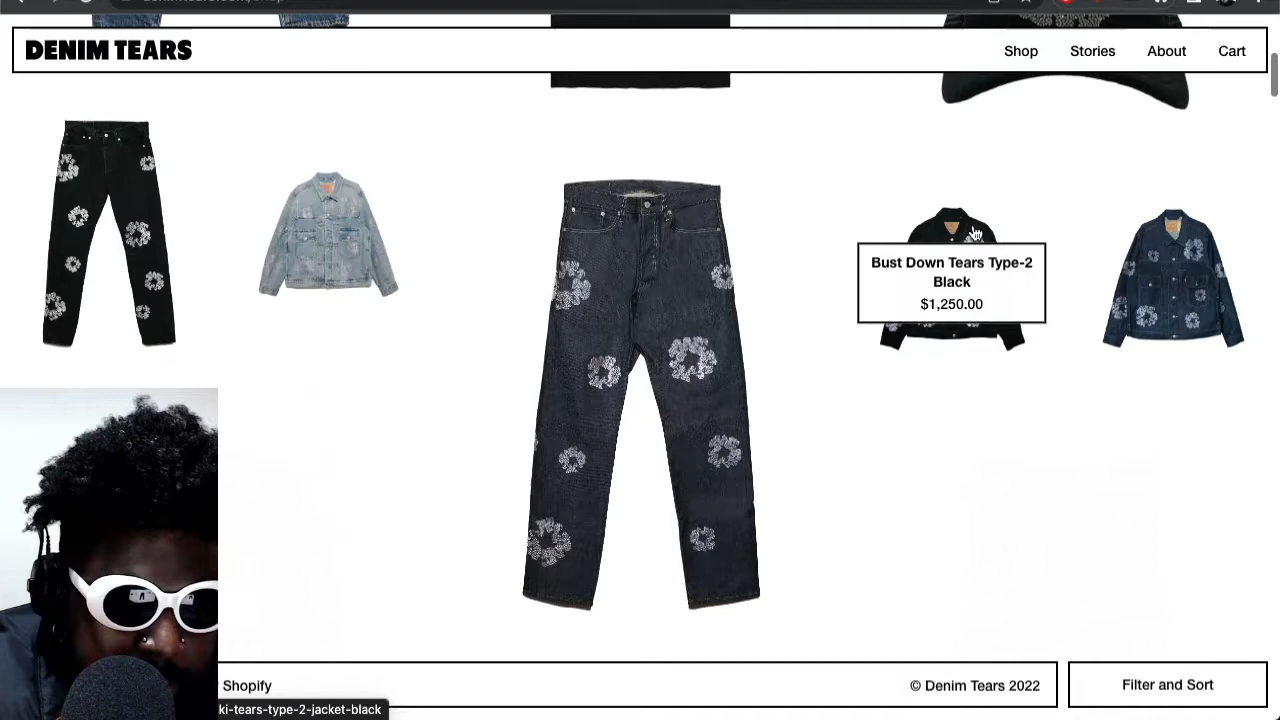 DENIM TEARS
Shop
Stories
About
Cart
Bust Down Tears Type-2
Black
$1,250.00
Shopify
© Denim Tears 2022
Filter and Sort
ki-tears-type-2-jacket-black